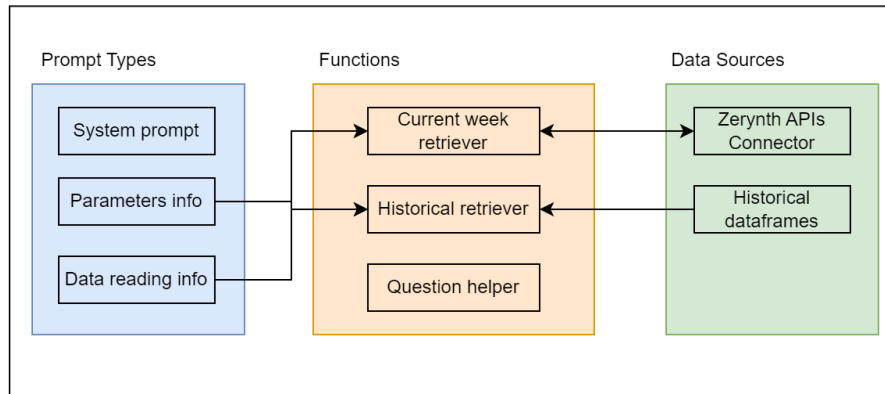 Prompt Types
System prompt
Parameters info
Data reading info
Functions
Current week
retriever
Historical retriever
Question helper
Data Sources
Zerynth APIs
Connector
Historical
dataframes